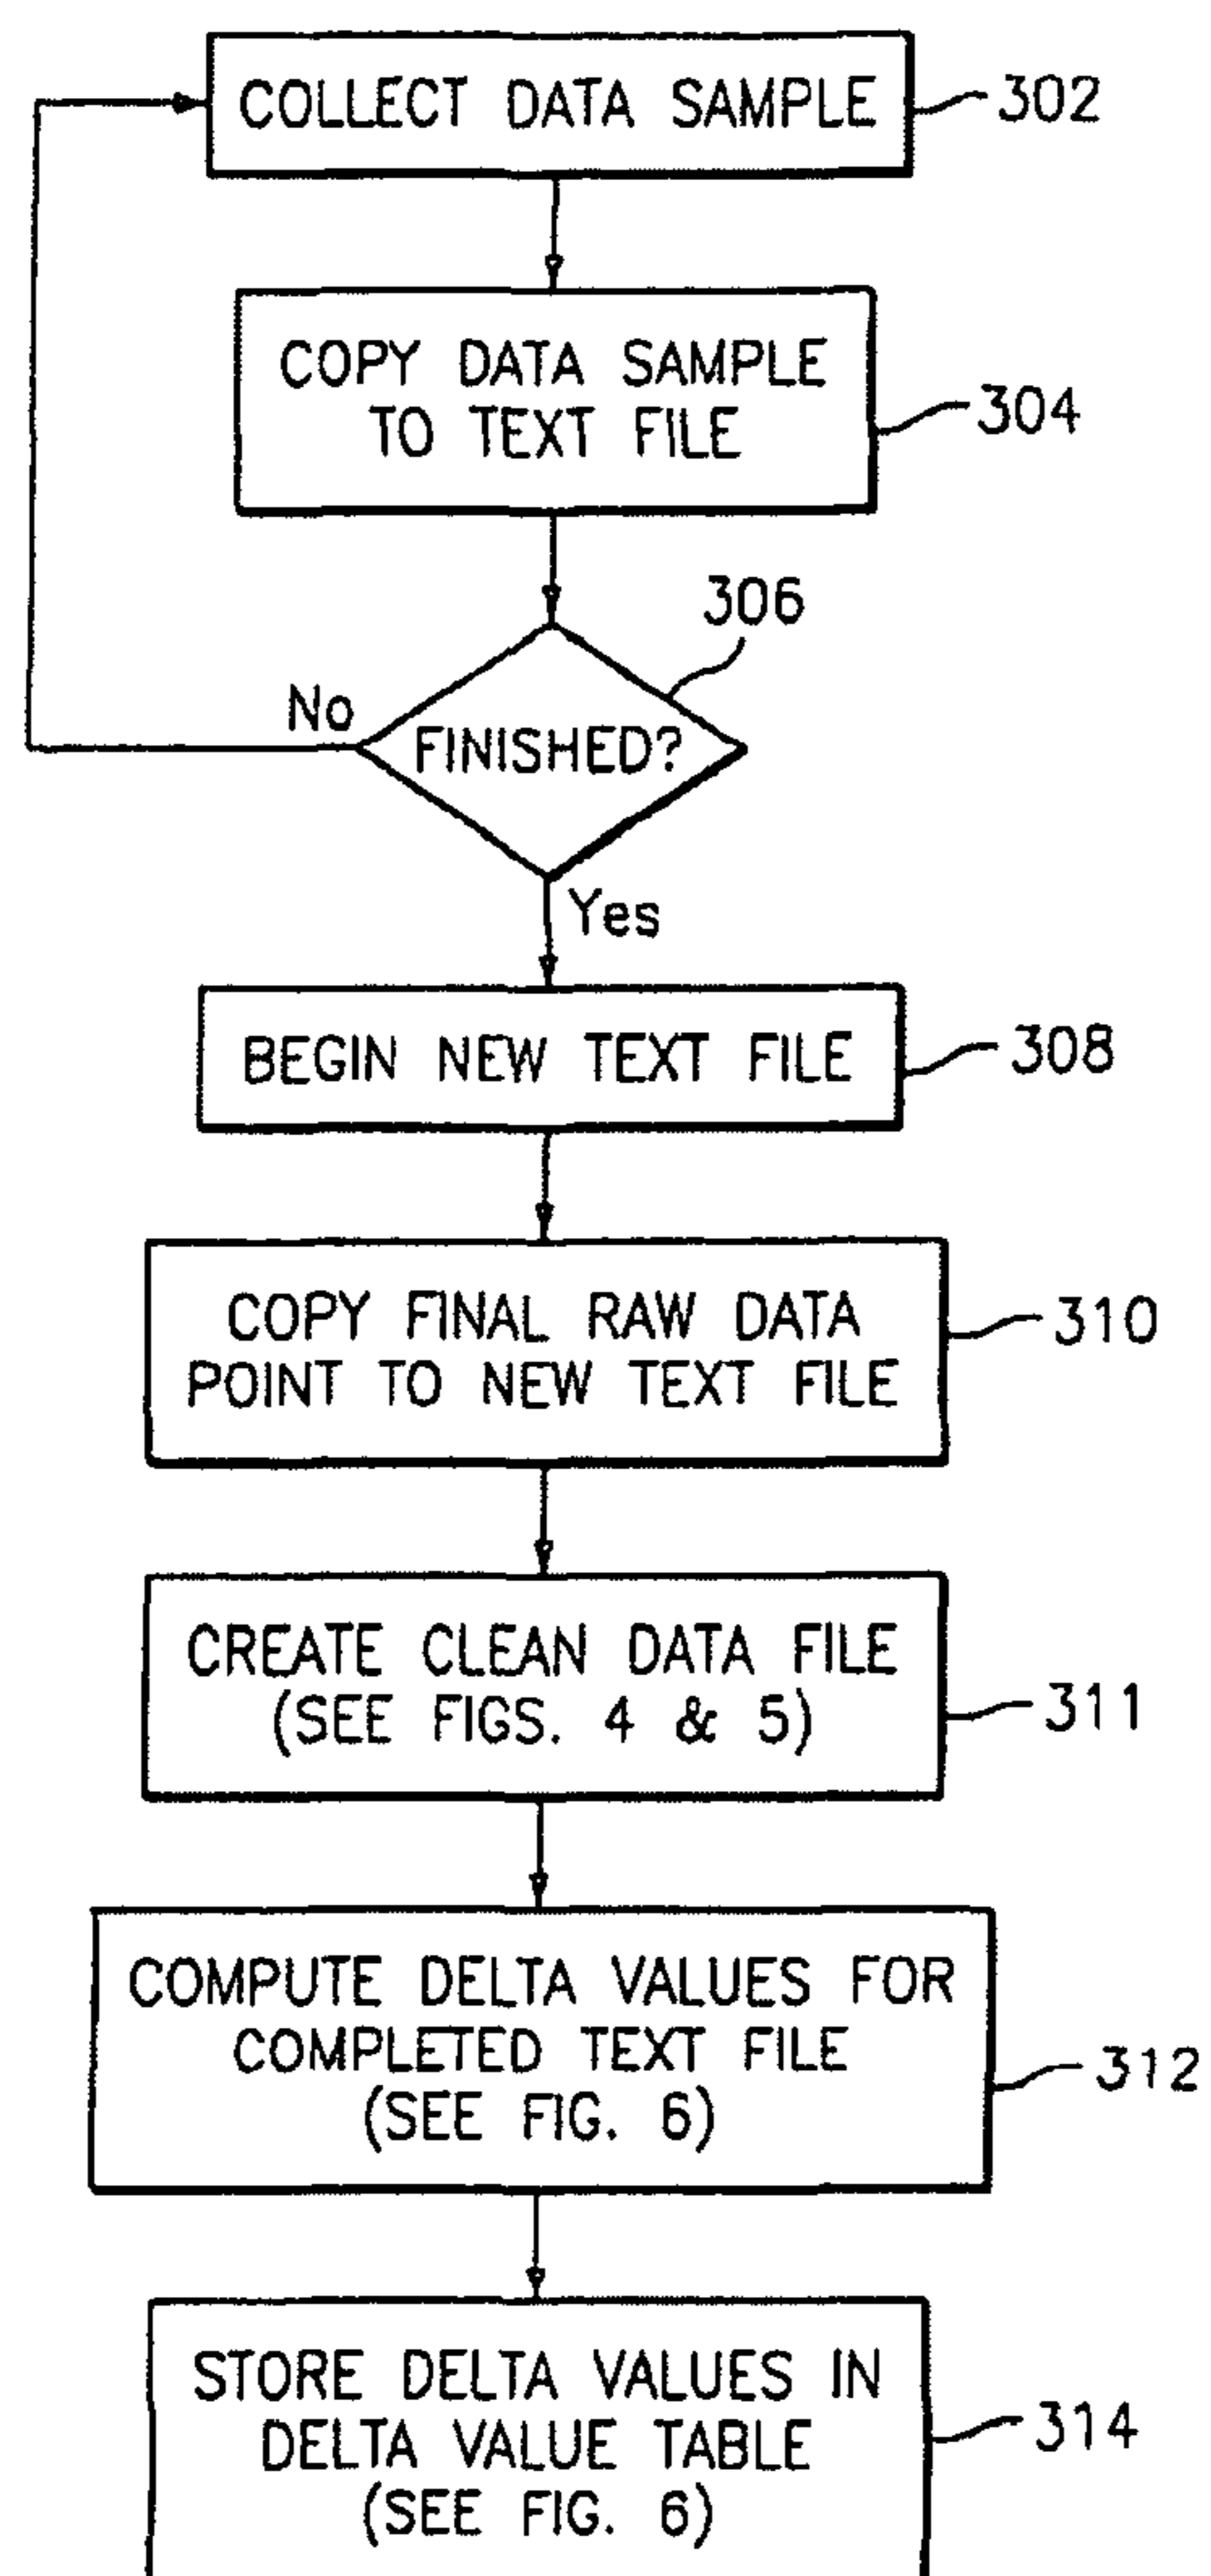 COLLECT DATA SAMPLE
302
COPY DATA SAMPLE
TO TEXT FILE
304
306
No
FINISHED?
Yes
BEGIN NEW TEXT FILE
308
COPY FINAL RAW DATA
POINT TO NEW TEXT FILE
310
CREATE CLEAN DATA FILE
(SEE FIGS. 4 & 5)
311
COMPUTE DELTA VALUES FOR
COMPLETED TEXT FILE
(SEE FIG. 6)
312
STORE DELTA VALUES IN
DELTA VALUE TABLE
(SEE FIG. 6)
314